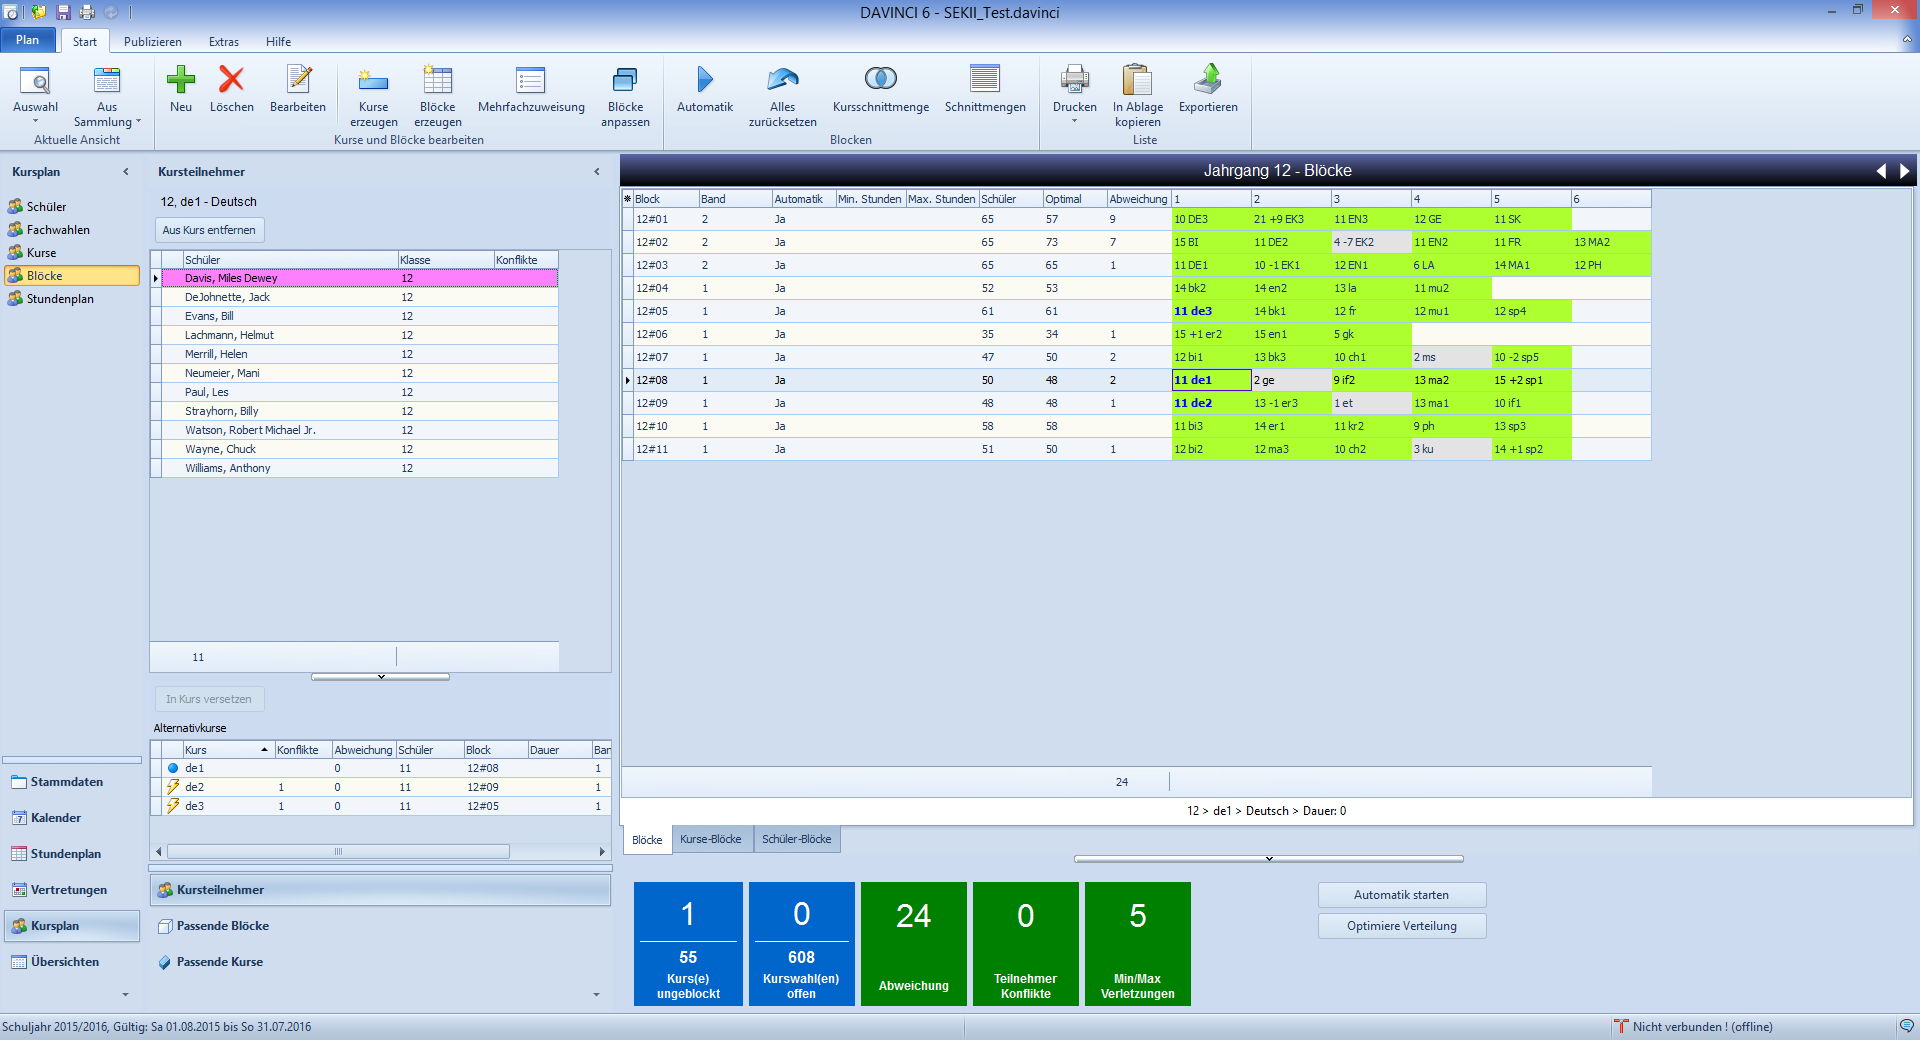 DAVINCI 6 - SEKII_Test.davinci
Plan Start Publizieren Extras Hilfe
Auswahl
Aus Sammlung
Aktuelle Ansicht
Neu
Löschen
Bearbeiten
Kurse erzeugen
Blöcke erzeugen
Mehrfachzuweisung
Blöcke anpassen
Kurse und Blöcke bearbeiten
Automatik
Alles zurücksetzen
Kursschnittmenge
Schnittmengen
Blocken
Drucken
In Ablage kopieren
Exportieren
Liste
Kursplan
Schüler
Fachwahlen
Kurse
Blöcke
Stundenplan
Stammdaten
Kalender
Stundenplan
Vertretungen
Kursplan
Übersichten
Kursteilnehmer
12, de1 - Deutsch
Aus Kurs entfernen
Schüler Klasse Konflikte
Davis, Miles Dewey 12
DeJohnette, Jack 12
Evans, Bill 12
Lachmann, Helmut 12
Merrill, Helen 12
Neumeier, Mani 12
Paul, Les 12
Strayhorn, Billy 12
Watson, Robert Michael Jr. 12
Wayne, Chuck 12
Williams, Anthony 12
11
In Kurs versetzen
Alternativkurse
Kurs Konflikte Abweichung Schüler Block Dauer Ban
de1 0 11 12#08 1
de2 1 0 11 12#09 1
de3 1 0 11 12#05 1
Kursteilnehmer
Passende Blöcke
Passende Kurse
Jahrgang 12 - Blöcke
Block Band Automatik Min. Stunden Max. Stunden Schüler Optimal Abweichung 1 2 3 4 5 6
12#01 2 Ja 65 57 9 10 DE3 21 +9 EK3 11 EN3 12 GE 11 SK
12#02 2 Ja 65 73 7 15 BI 11 DE2 4 -7 EK2 11 EN2 11 FR 13 MA2
12#03 2 Ja 65 65 1 11 DE1 10 -1 EK1 12 EN1 6 LA 14 MA1 12 PH
12#04 1 Ja 52 53 14 bk2 14 en2 13 la 11 mu2
12#05 1 Ja 61 61 11 de3 14 bk1 12 fr 12 mu1 12 sp4
12#06 1 Ja 35 34 1 15 +1 er2 15 en1 5 gk
12#07 1 Ja 47 50 2 12 bi1 13 bk3 10 ch1 2 ms 10 -2 sp5
12#08 1 Ja 50 48 2 11 de1 2 ge 9 if2 13 ma2 15 +2 sp1
12#09 1 Ja 48 48 1 11 de2 13 -1 er3 1 et 13 ma1 10 if1
12#10 1 Ja 58 58 11 bi3 14 er1 11 kr2 9 ph 13 sp3
12#11 1 Ja 51 50 1 12 bi2 12 ma3 10 ch2 3 ku 14 +1 sp2
24
12 > de1 > Deutsch > Dauer: 0
Blöcke Kurse-Blöcke Schüler-Blöcke
1
55
Kurs(e)
ungeblockt
0
608
Kurswahl(en)
offen
24
Abweichung
0
Teilnehmer
Konflikte
5
Min/Max
Verletzungen
Automatik starten
Optimiere Verteilung
Schuljahr 2015/2016, Gültig: Sa 01.08.2015 bis So 31.07.2016
Nicht verbunden ! (offline)